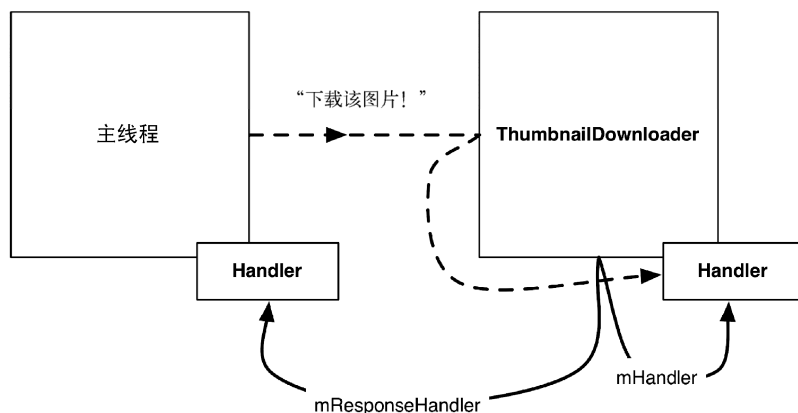 “下载该图片！”
主线程
ThumbnailDownloader
Handler
Handler
mHandler
mResponseHandler